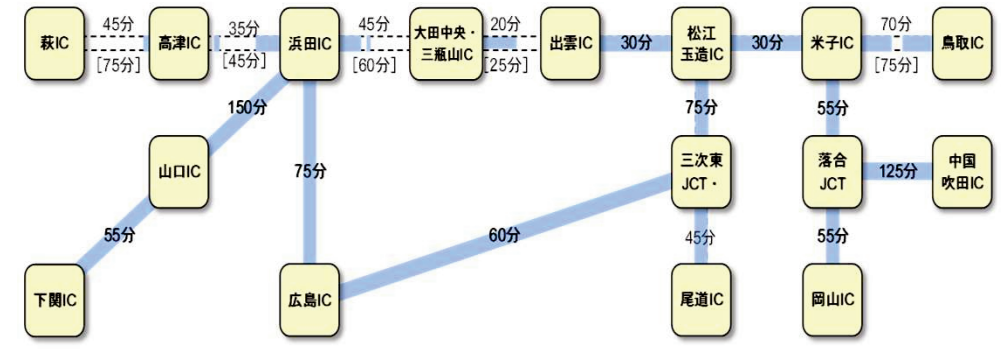 45分
35分
45分
20分
70分
萩IC
高津IC
浜田IC
大田中央・
三瓶山IC
出雲IC
30分
松江
玉造IC
30分
米子IC
鳥取IC
[75分]
[45分]
[60分]
[25分]
[75分]
150分
75分
55分
山口IC
75分
三次東
JCT・
落合
JCT
125分
中国
吹田IC
55分
60分
45分
55分
下関IC
広島IC
尾道IC
岡山IC